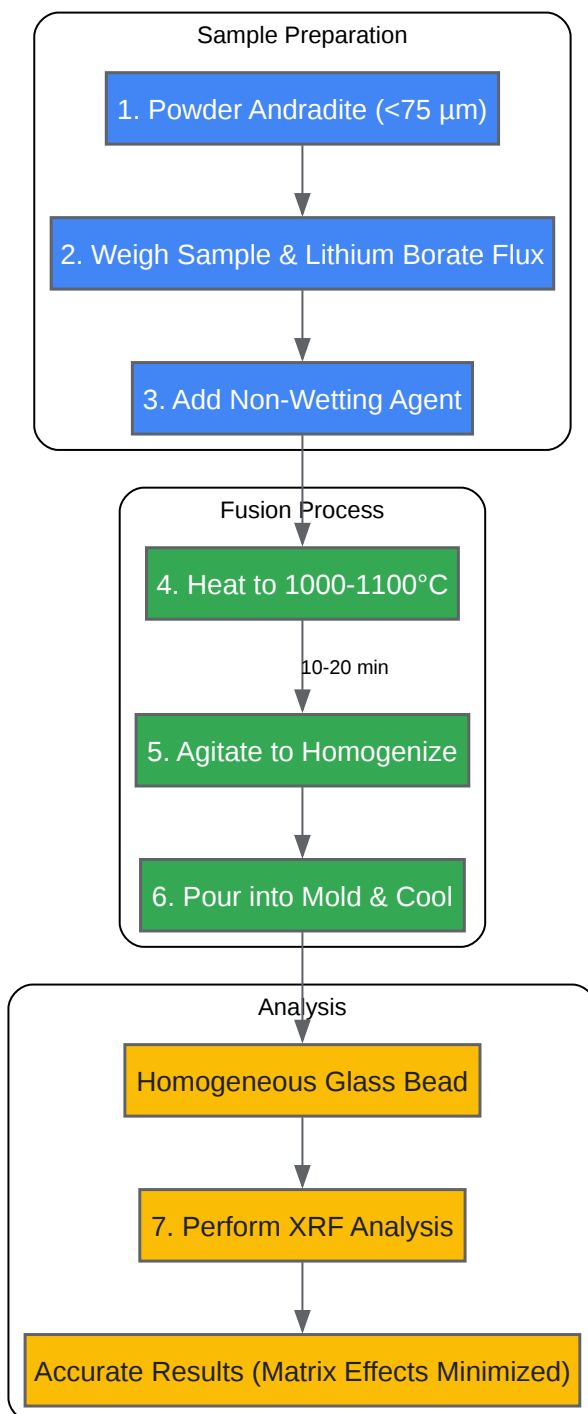 Sample Preparation
1. Powder Andradite (<75 µm)
2. Weigh Sample & Lithium Borate Flux
3. Add Non-Wetting Agent
Fusion Process
4. Heat to 1000-1100°C
10-20 min
5. Agitate to Homogenize
6. Pour into Mold & Cool
Analysis
Homogeneous Glass Bead
7. Perform XRF Analysis
Accurate Results (Matrix Effects Minimized)